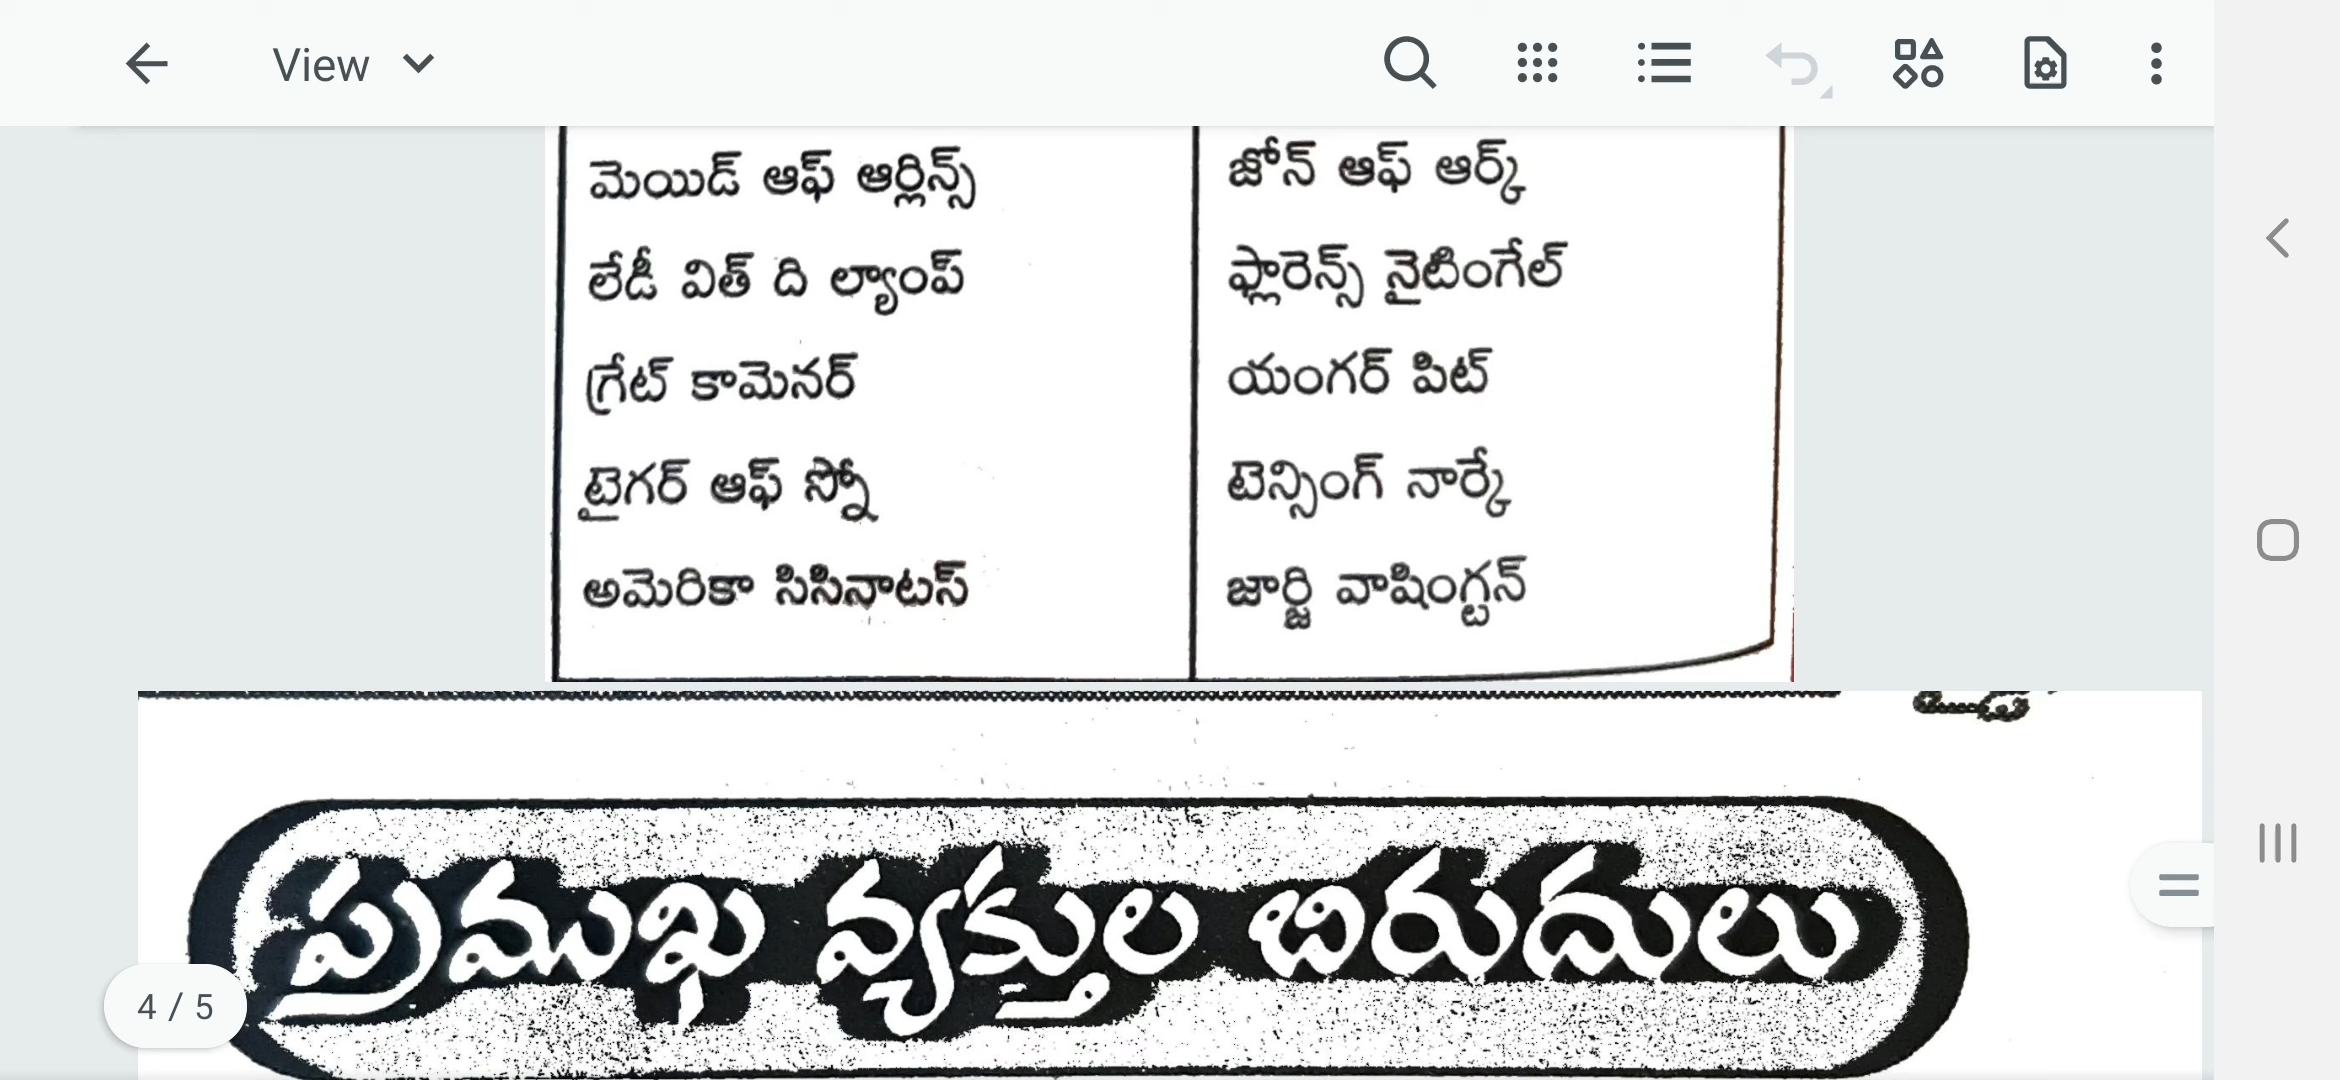 View
మెయిడ్ ఆఫ్ ఆర్లిన్స్ జోన్ ఆఫ్ ఆర్క్
లేడీ విత్ ది ల్యాంప్ ఫ్లారెన్స్ నైటింగేల్
గ్రేట్ కామెనర్ యంగర్ పిట్
టైగర్ ఆఫ్ స్నో టెన్సింగ్ నార్కే
అమెరికా సిసినాటస్ జార్జి వాషింగ్టన్
ప్రముఖ వ్యక్తుల బిరుదులు
4 / 5